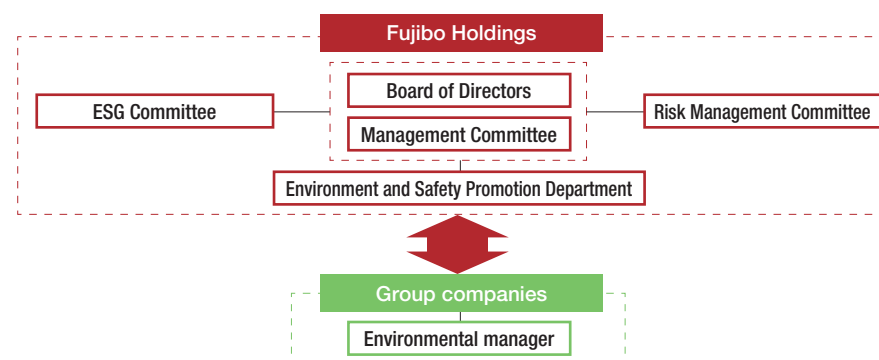 Fujibo Holdings
Board of Directors
ESG Committee
Risk Management Committee
Management Committee
Environment and Safety Promotion Department
Group companies
Environmental manager